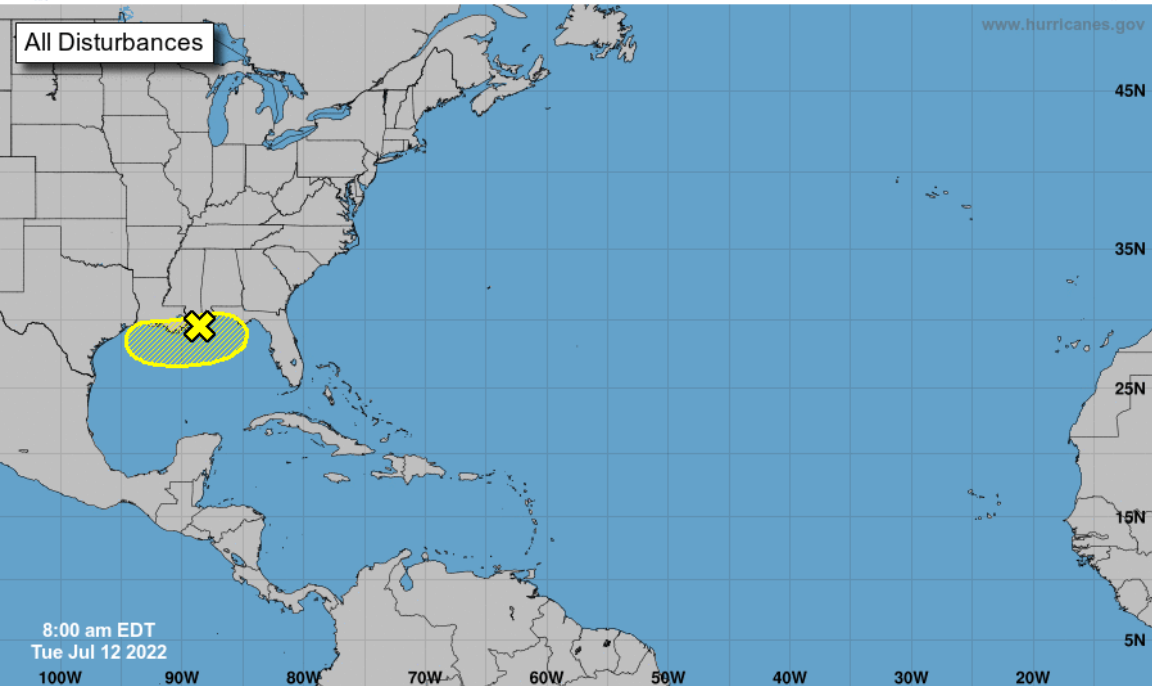 All Disturbances
www.hurricanes.gov
45N
35N
25N
15N
5N
8:00 am EDT
Tue Jul 12 2022
100W 90W 80W 70W 60W 50W 40W 30W 20W